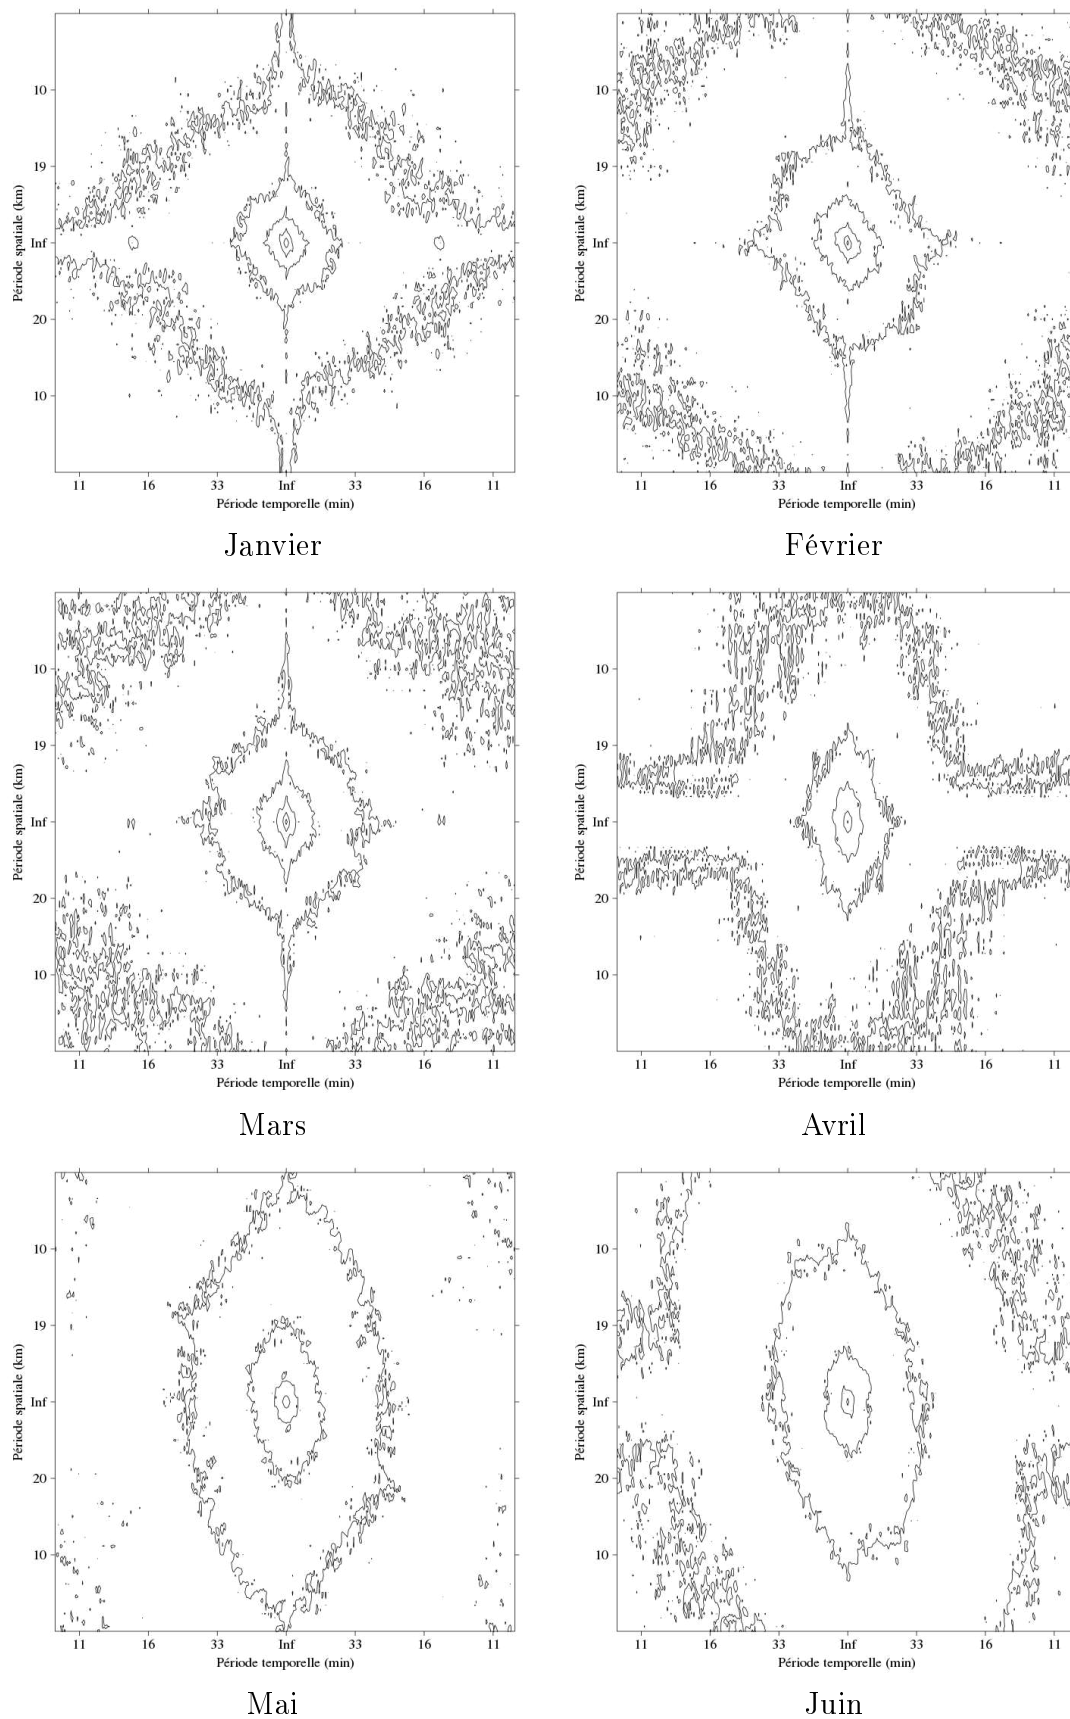 10
19
Inf
20
10
Période spatiale (km)
11 16 33 Inf 33 16 11
Période temporelle (min)
Janvier
10
19
Inf
20
10
Période spatiale (km)
11 16 33 Inf 33 16 11
Période temporelle (min)
Février
10
19
Inf
20
10
Période spatiale (km)
11 16 33 Inf 33 16 11
Période temporelle (min)
Mars
10
19
Inf
20
10
Période spatiale (km)
11 16 33 Inf 33 16 11
Période temporelle (min)
Avril
10
19
Inf
20
10
Période spatiale (km)
11 16 33 Inf 33 16 11
Période temporelle (min)
Mai
10
19
Inf
20
10
Période spatiale (km)
11 16 33 Inf 33 16 11
Période temporelle (min)
Juin